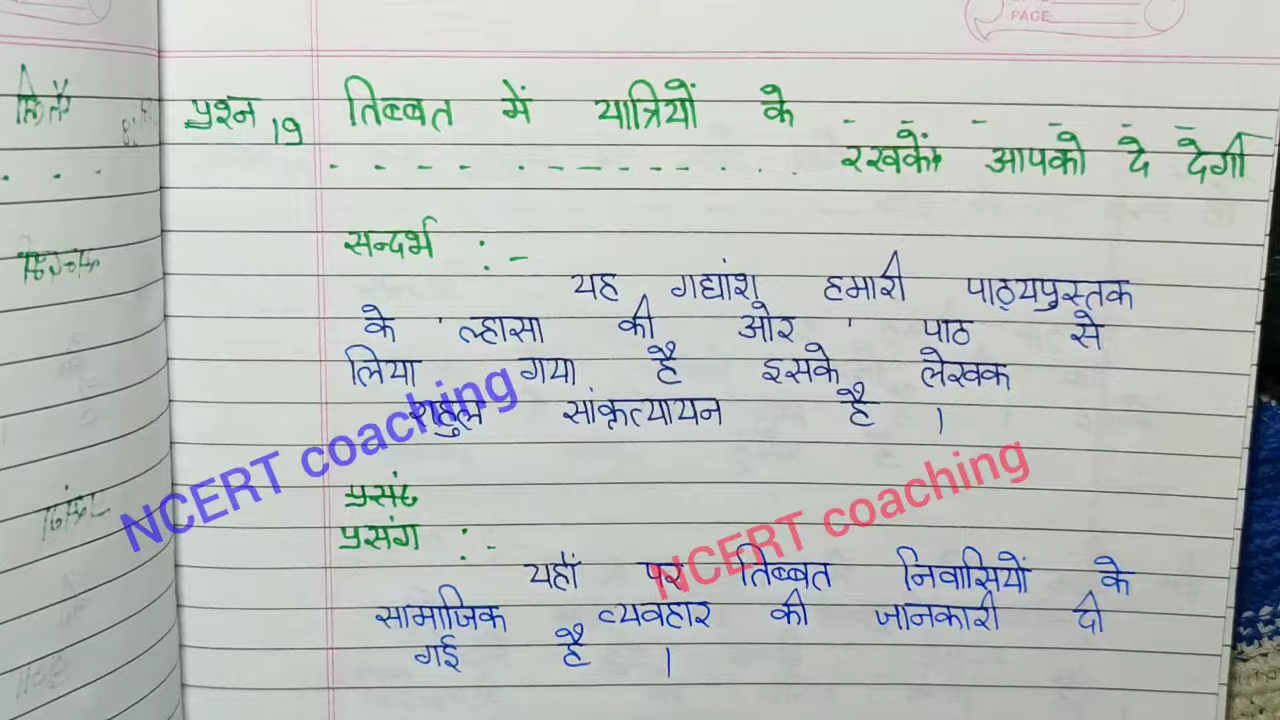 PAGE
प्रश्न 19 तिब्बत में यात्रियों के - - - - - -
. . . . - - - - - - - . . . रखकें आपको दे देगी
सन्दर्भ :-
यह गद्यांश हमारी पाठ्यपुस्तक
के 'ल्हासा की ओर' पाठ से
लिया गया है इसके लेखक
राहुल सांकृत्यायन है ।
प्रसंट
प्रसंग :-
यहाँ पर तिब्बत निवासियों के
सामाजिक व्यवहार की जानकारी दी
गई है ।
NCERT coaching
NCERT coaching